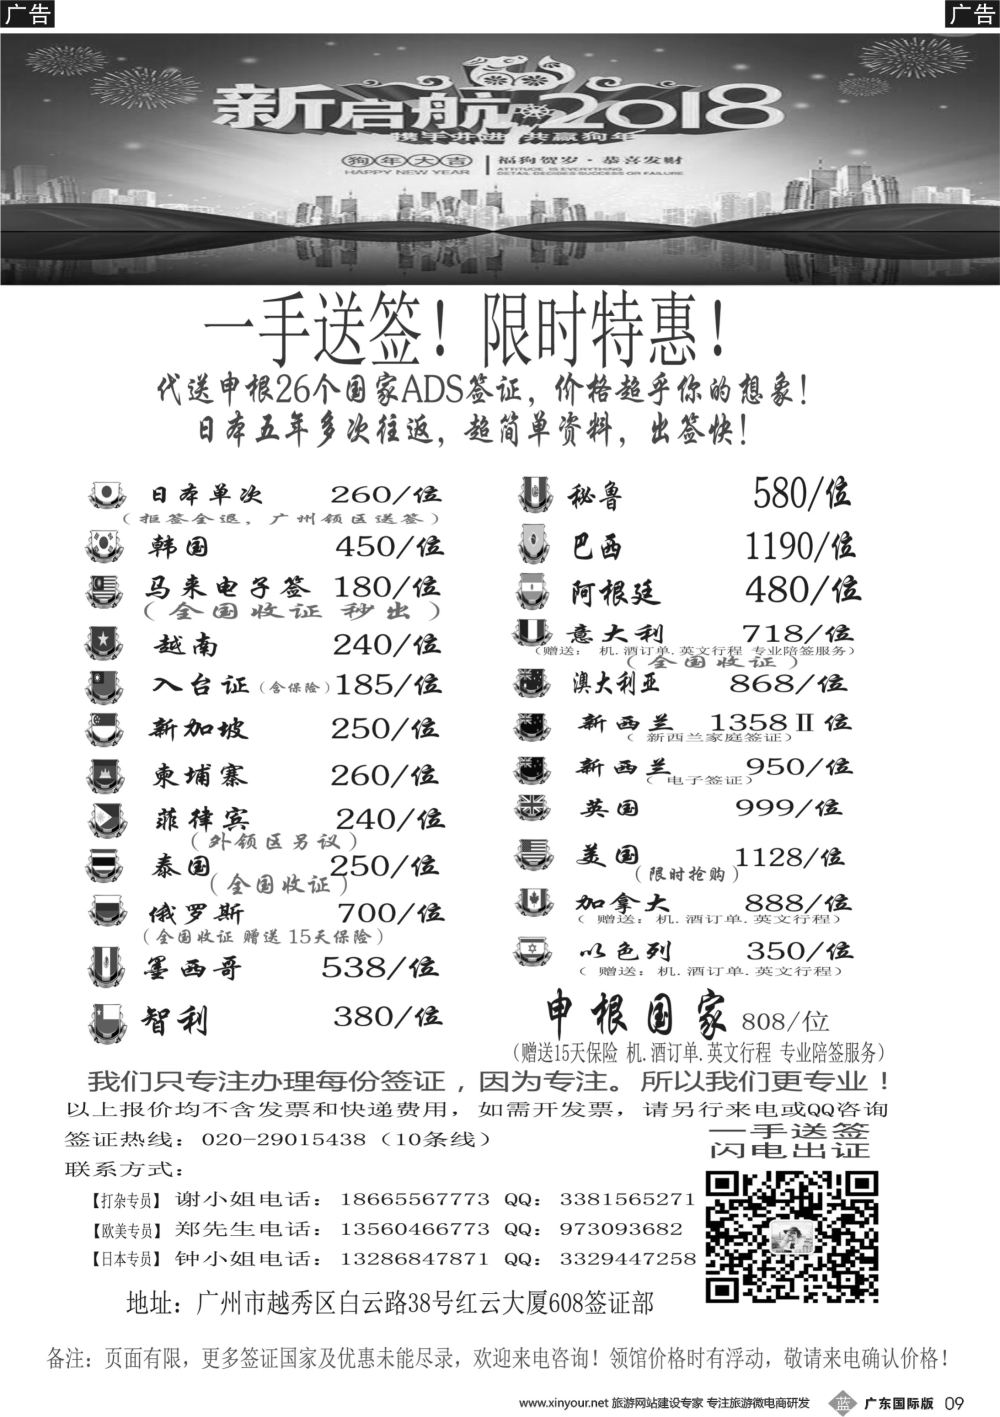 广告
广告
新启航 2018
携手并进 共赢狗年
狗年大吉
HAPPY NEW YEAR
福狗贺岁·恭喜发财
ATTITUDE IS EVERYTHING
DETAIL DECIDES SUCCESS OR FAILURE
一手送签！限时特惠！
代送申根26个国家ADS签证，价格超乎你的想象！
日本五年多次往返，超简单资料，出签快！
日本单次 260/位
（拒签全退，广州领区送签）
韩国 450/位
马来电子签 180/位
（全国收证 秒出）
越南 240/位
入台证（含保险）185/位
新加坡 250/位
柬埔寨 260/位
菲律宾 240/位
（外领区另议）
泰国 250/位
（全国收证）
俄罗斯 700/位
（全国收证 赠送 15天保险）
墨西哥 538/位
智利 380/位
秘鲁 580/位
巴西 1190/位
阿根廷 480/位
意大利 718/位
（赠送： 机.酒订单.英文行程 专业陪签服务）
（全国收证）
澳大利亚 868/位
新西兰 1358Ⅱ位
（ 新西兰家庭签证）
新西兰 950/位
（ 电子签证）
英国 999/位
美国 1128/位
（限时抢购）
加拿大 888/位
（ 赠送：机.酒订单.英文行程）
以色列 350/位
（ 赠送：机.酒订单.英文行程）
申根国家 808/位
（赠送15天保险 机.酒订单.英文行程 专业陪签服务）
我们只专注办理每份签证，因为专注。所以我们更专业！
以上报价均不含发票和快递费用，如需开发票，请另行来电或QQ咨询
签证热线：020-29015438（10条线）
一手送签
闪电出证
联系方式：
【打杂专员】谢小姐电话：18665567773 QQ：3381565271
【欧美专员】郑先生电话：13560466773 QQ：973093682
【日本专员】钟小姐电话：13286847871 QQ：3329447258
地址：广州市越秀区白云路38号红云大厦608签证部
备注：页面有限，更多签证国家及优惠未能尽录，欢迎来电咨询！领馆价格时有浮动，敬请来电确认价格！
www.xinyour.net 旅游网站建设专家 专注旅游微电商研发 蓝 广东国际版 09